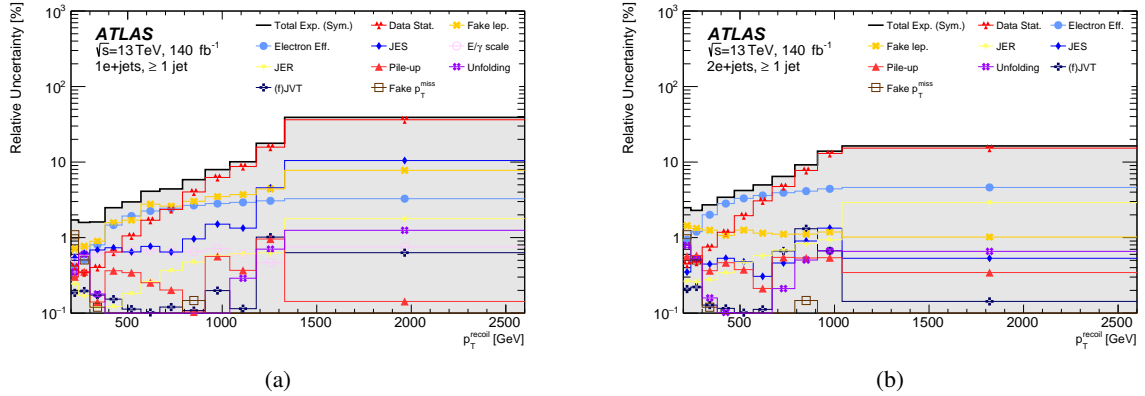 Relative Uncertainty [%]
10³
10²
10
1
10⁻¹
ATLAS
√s=13 TeV, 140 fb⁻¹
1e+jets, ≥ 1 jet
Total Exp. (Sym.)
Data Stat.
Fake lep.
Electron Eff.
JES
E/γ scale
JER
Pile-up
Unfolding
(f)JVT
Fake p_T^miss
500
1000
1500
2000
2500
p_T^recoil [GeV]
(a)
Relative Uncertainty [%]
10³
10²
10
1
10⁻¹
ATLAS
√s=13 TeV, 140 fb⁻¹
2e+jets, ≥ 1 jet
Total Exp. (Sym.)
Data Stat.
Electron Eff.
Fake lep.
JES
JER
Pile-up
Unfolding
(f)JVT
Fake p_T^miss
500
1000
1500
2000
2500
p_T^recoil [GeV]
(b)